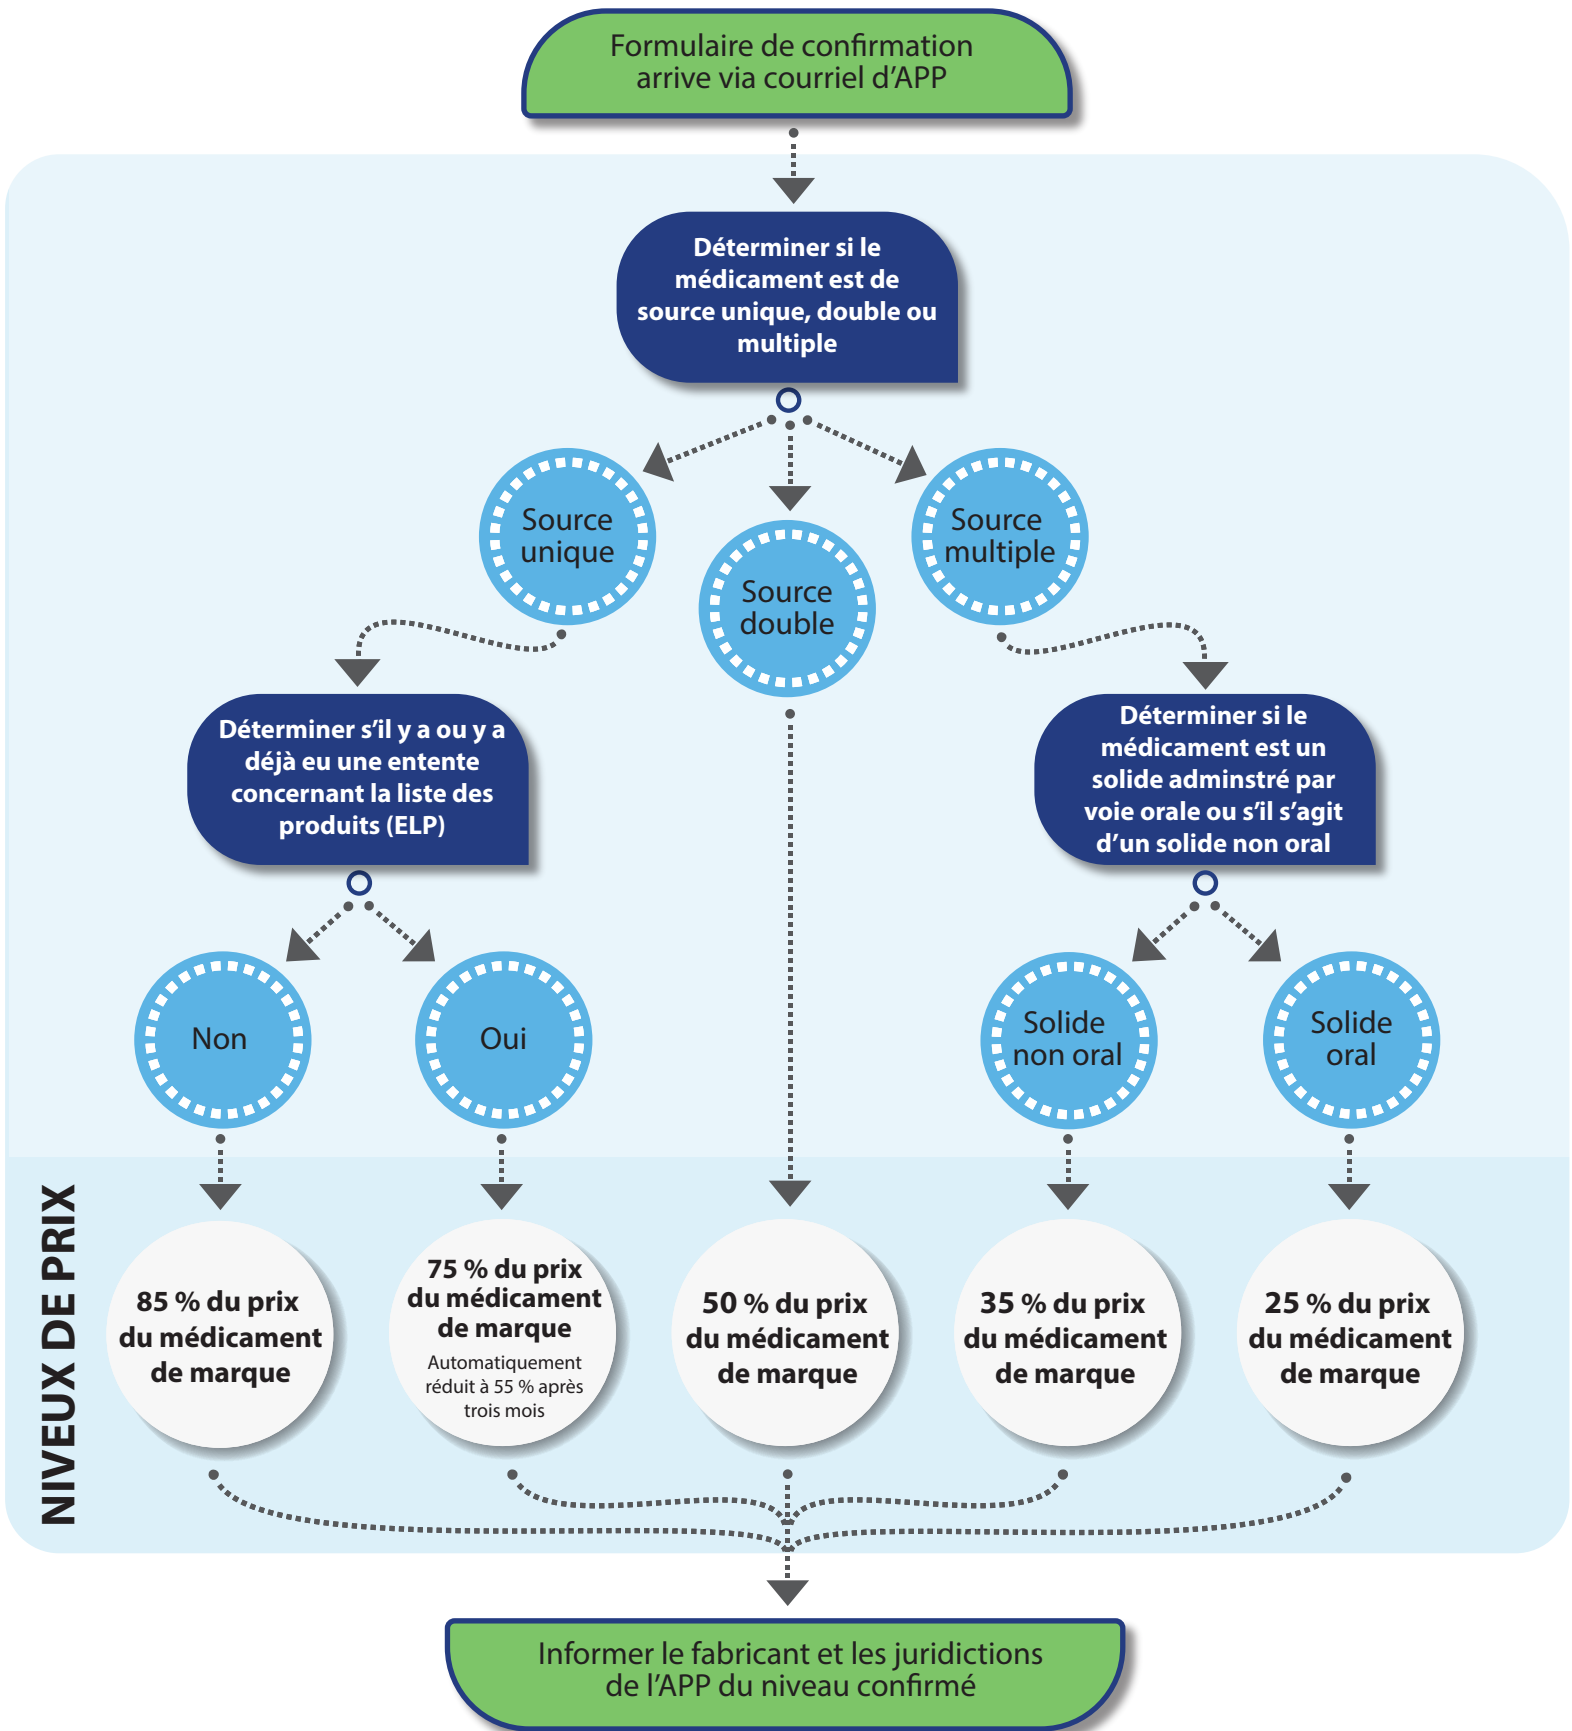 Formulaire de confirmation
arrive via courriel d’APP
Déterminer si le
médicament est de
source unique, double ou
multiple
Source
unique
Source
double
Source
multiple
Déterminer s’il y a ou y a
déjà eu une entente
concernant la liste des
produits (ELP)
Déterminer si le
médicament est un
solide adminstré par
voie orale ou s’il s’agit
d’un solide non oral
Non
Oui
Solide
non oral
Solide
oral
NIVEUX DE PRIX
85 % du prix
du médicament
de marque
75 % du prix
du médicament
de marque
Automatiquement
réduit à 55 % après
trois mois
50 % du prix
du médicament
de marque
35 % du prix
du médicament
de marque
25 % du prix
du médicament
de marque
Informer le fabricant et les juridictions
de l’APP du niveau confirmé